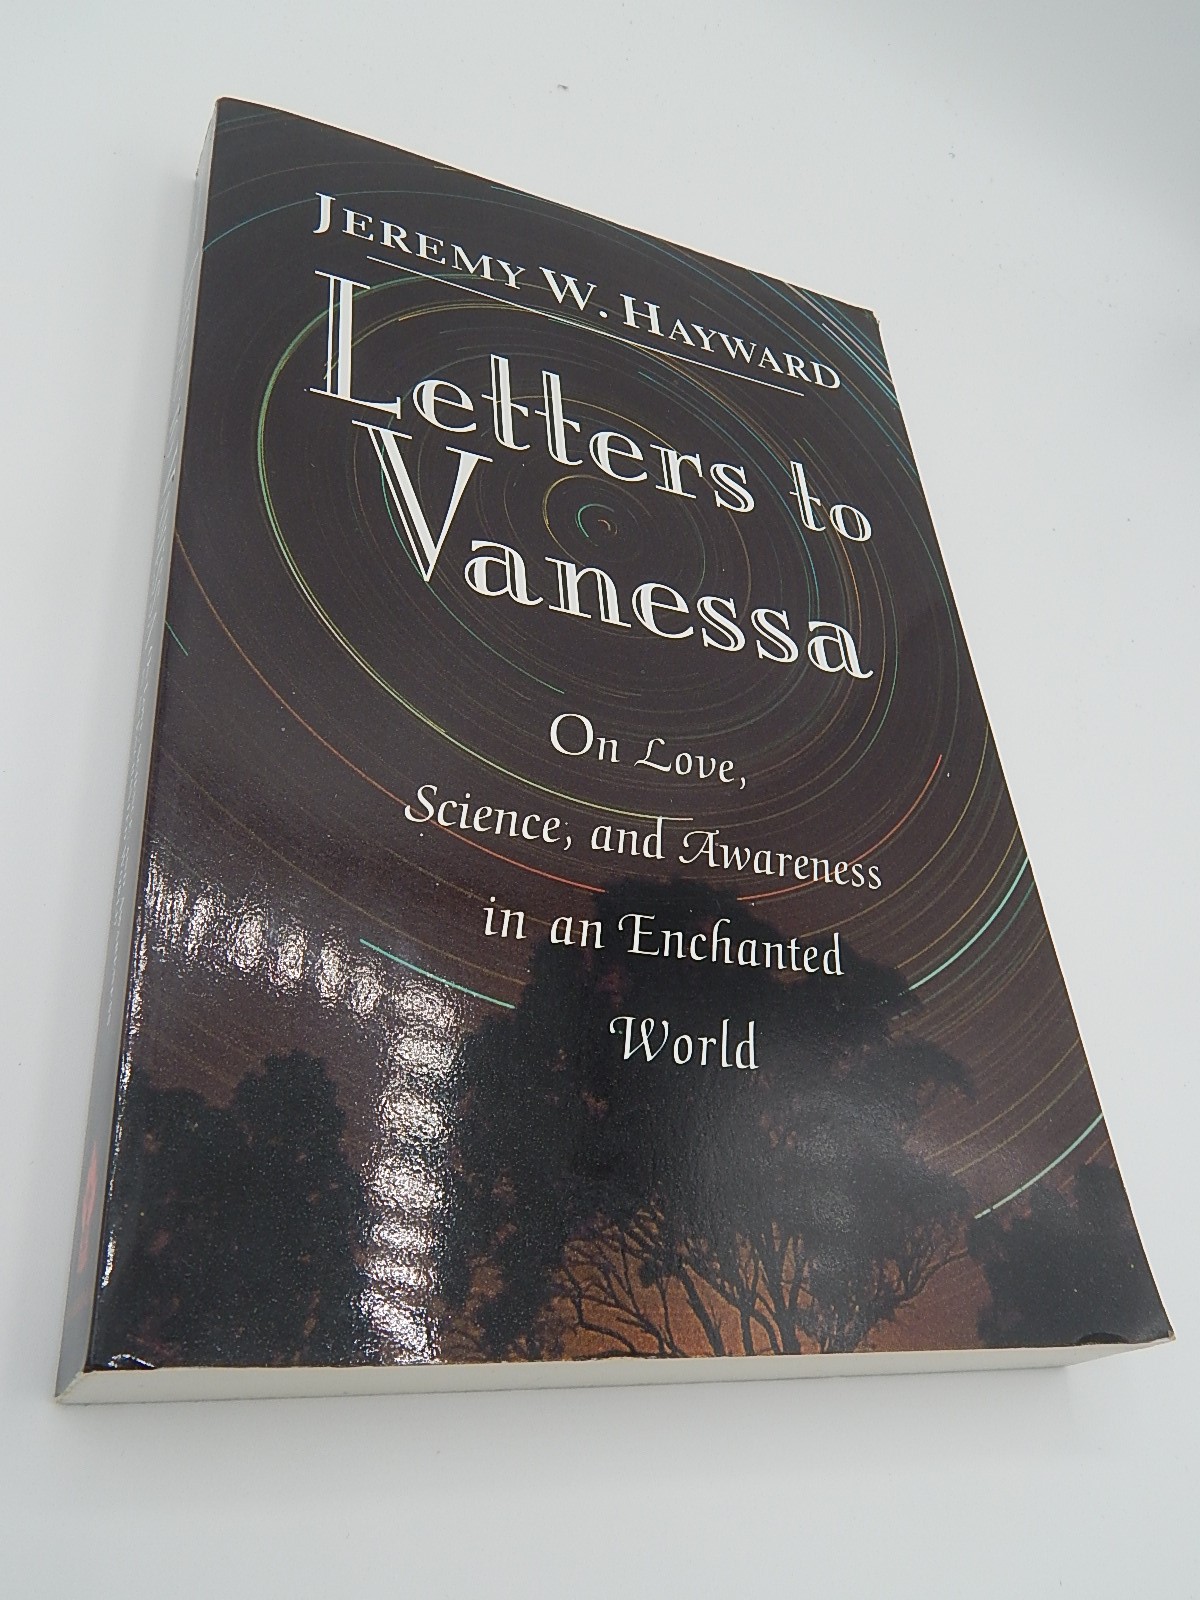 JEREMY W. HAYWARD
Letters to
Vanessa
On Love,
Science, and Awareness
in an Enchanted
World